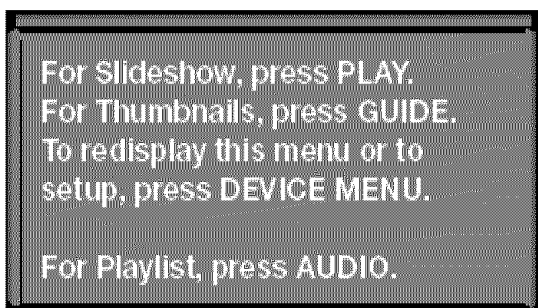 For Slideshow, press PLAY.
For Thumbnails, press GUIDE.
To redisplay this menu or to
setup, press DEVICE MENU.
For Playlist, press AUDIO.